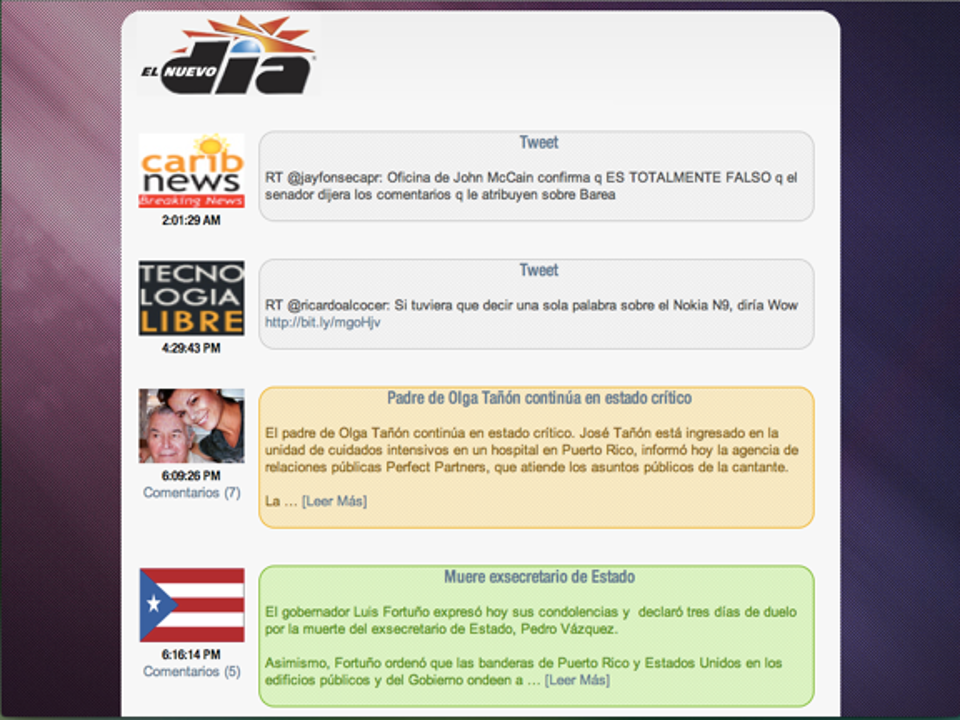 EL NUEVO día
carib
news
Breaking News
2:01:29 AM
Tweet
RT @jayfonsecapr: Oficina de John McCain confirma q ES TOTALMENTE FALSO q el
senador dijera los comentarios q le atribuyen sobre Barea
TECNO
LOGIA
LIBRE
4:29:43 PM
Tweet
RT @ricardoalcocer: Si tuviera que decir una sola palabra sobre el Nokia N9, diría Wow
http://bit.ly/mgoHjv
6:09:26 PM
Comentarios (7)
Padre de Olga Tañón continúa en estado crítico
El padre de Olga Tañón continúa en estado crítico. José Tañón está ingresado en la
unidad de cuidados intensivos en un hospital en Puerto Rico, informó hoy la agencia de
relaciones públicas Perfect Partners, que atiende los asuntos públicos de la cantante.
La ... [Leer Más]
6:16:14 PM
Comentarios (5)
Muere exsecretario de Estado
El gobernador Luis Fortuño expresó hoy sus condolencias y declaró tres días de duelo
por la muerte del exsecretario de Estado, Pedro Vázquez.
Asimismo, Fortuño ordenó que las banderas de Puerto Rico y Estados Unidos en los
edificios públicos y del Gobierno ondeen a ... [Leer Más]